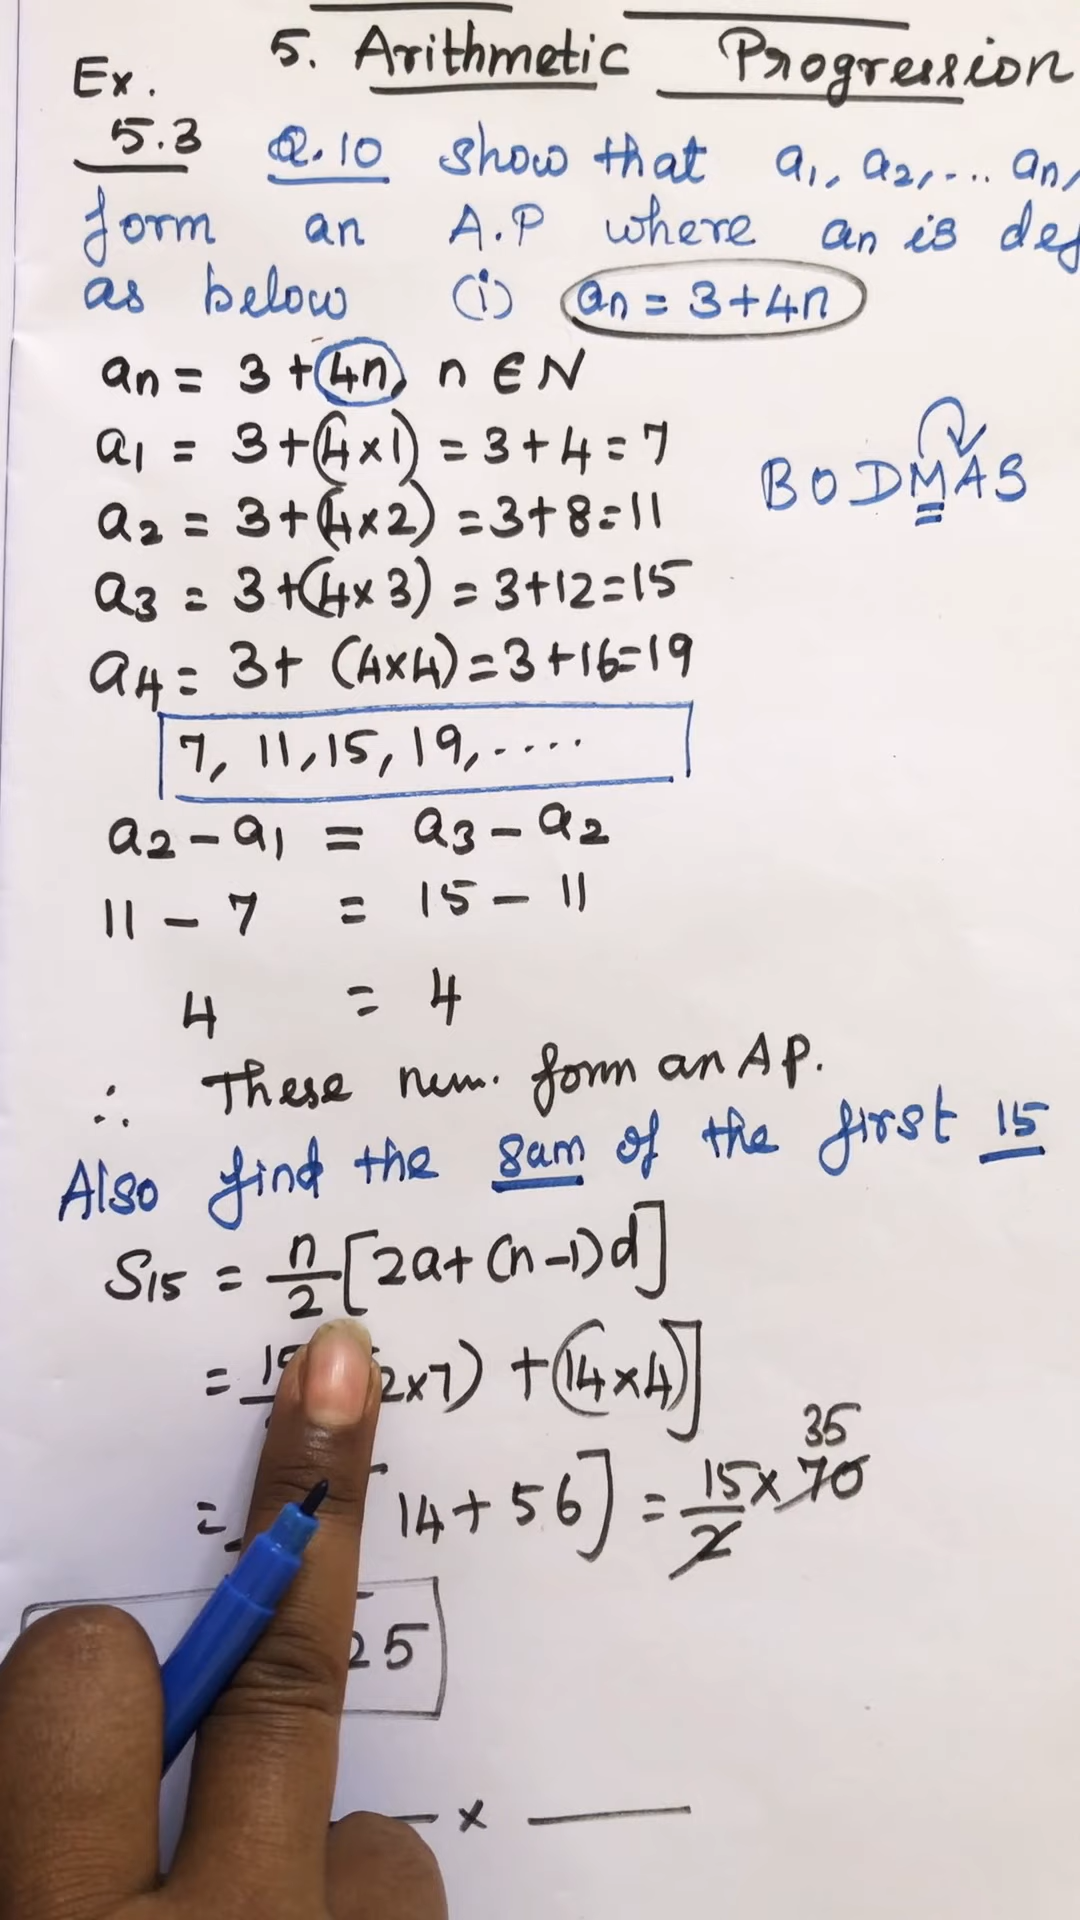 5. Arithmetic Progression
Ex. 5.3 Q.10 show that a1, a2, ... an,
form an A.P where an is def
as below (i) an = 3+4n
an = 3+4n, n ∈ N
a1 = 3+(4×1) = 3+4=7
a2 = 3+(4×2) =3+8=11
BODMAS
a3 = 3+(4×3) = 3+12=15
a4= 3+ (4×4)=3+16=19
7, 11, 15, 19, ....
a2-a1 = a3-a2
11 - 7 = 15 - 11
4 = 4
∴ These num. form an AP.
Also find the sum of the first 15
S15 = n/2 [2a+(n-1)d]
= 15 2×7) + (14×4)]
= 14+56] = 15/2 × 70 35
25
×